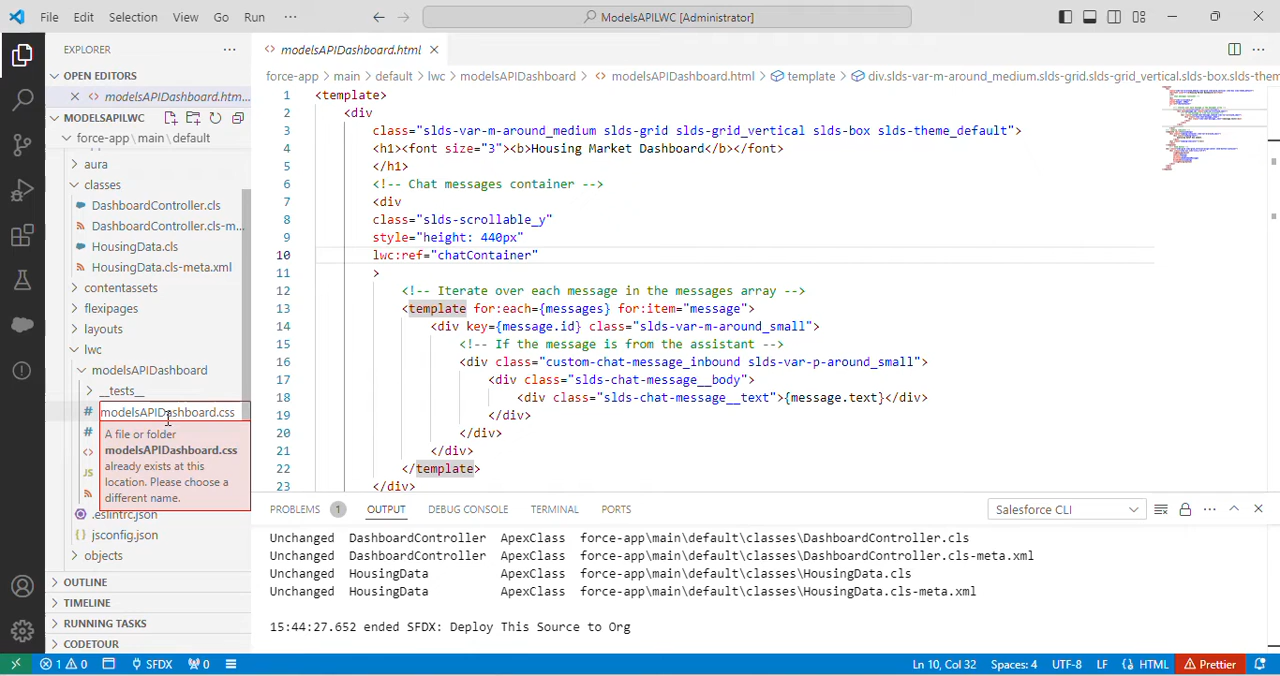 File Edit Selection View Go Run ···
ModelsAPILWC [Administrator]
EXPLORER
OPEN EDITORS
modelsAPIDashboard.htm...
MODELSAPILWC
force-app \ main \ default
aura
classes
DashboardController.cls
DashboardController.cls-m...
HousingData.cls
HousingData.cls-meta.xml
contentassets
flexipages
layouts
lwc
modelsAPIDashboard
__tests__
modelsAPIDashboard.css
A file or folder
modelsAPIDashboard.css
already exists at this
location. Please choose a
different name.
JS
.eslintrc.json
jsconfig.json
objects
OUTLINE
TIMELINE
RUNNING TASKS
CODETOUR
modelsAPIDashboard.html
force-app > main > default > lwc > modelsAPIDashboard > modelsAPIDashboard.html > template > div.slds-var-m-around_medium.slds-grid.slds-grid_vertical.slds-box.slds-them
1 <template>
2 <div
3 class="slds-var-m-around_medium slds-grid slds-grid_vertical slds-box slds-theme_default">
4 <h1><font size="3"><b>Housing Market Dashboard</b></font>
5 </h1>
6 <!-- Chat messages container -->
7 <div
8 class="slds-scrollable_y"
9 style="height: 440px"
10 lwc:ref="chatContainer"
11 >
12 <!-- Iterate over each message in the messages array -->
13 <template for:each={messages} for:item="message">
14 <div key={message.id} class="slds-var-m-around_small">
15 <!-- If the message is from the assistant -->
16 <div class="custom-chat-message_inbound slds-var-p-around_small">
17 <div class="slds-chat-message__body">
18 <div class="slds-chat-message__text">{message.text}</div>
19 </div>
20 </div>
21 </div>
22 </template>
23 </div>
PROBLEMS 1 OUTPUT DEBUG CONSOLE TERMINAL PORTS
Salesforce CLI
Unchanged DashboardController ApexClass force-app\main\default\classes\DashboardController.cls
Unchanged DashboardController ApexClass force-app\main\default\classes\DashboardController.cls-meta.xml
Unchanged HousingData ApexClass force-app\main\default\classes\HousingData.cls
Unchanged HousingData ApexClass force-app\main\default\classes\HousingData.cls-meta.xml
15:44:27.652 ended SFDX: Deploy This Source to Org
1 0 SFDX 0 Ln 10, Col 32 Spaces: 4 UTF-8 LF HTML Prettier